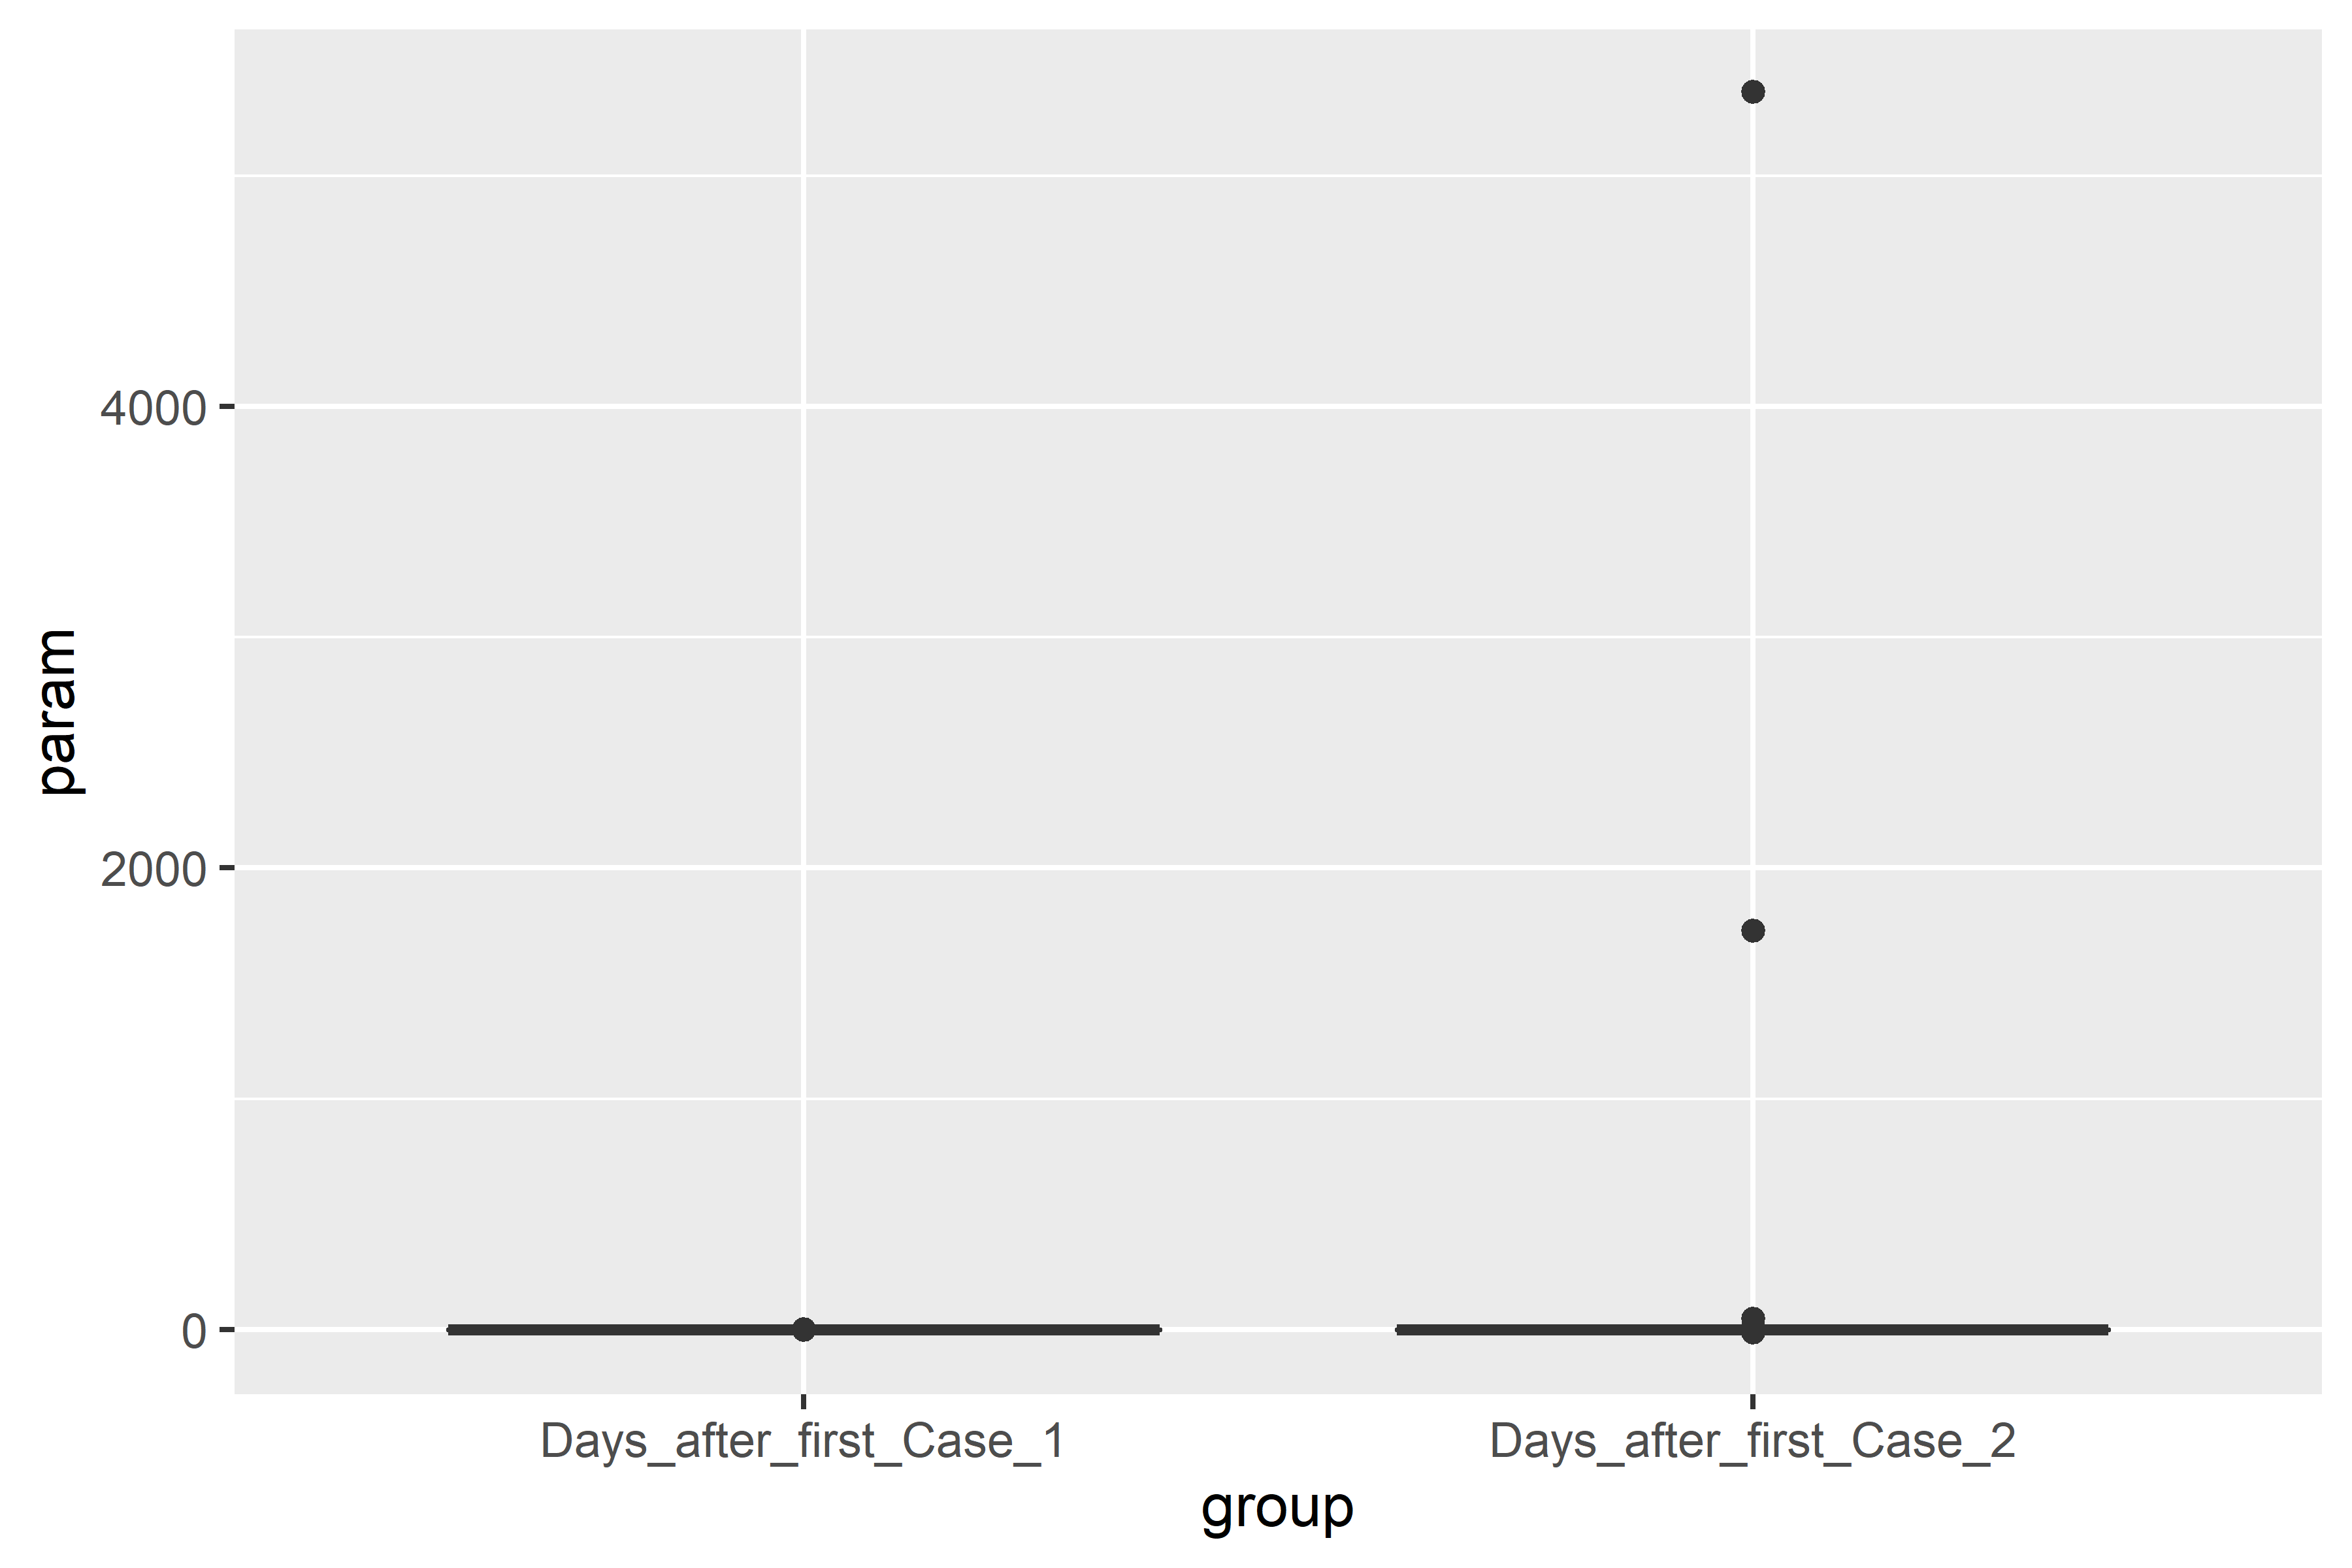 param
4000
2000
0
Days_after_first_Case_1
Days_after_first_Case_2
group